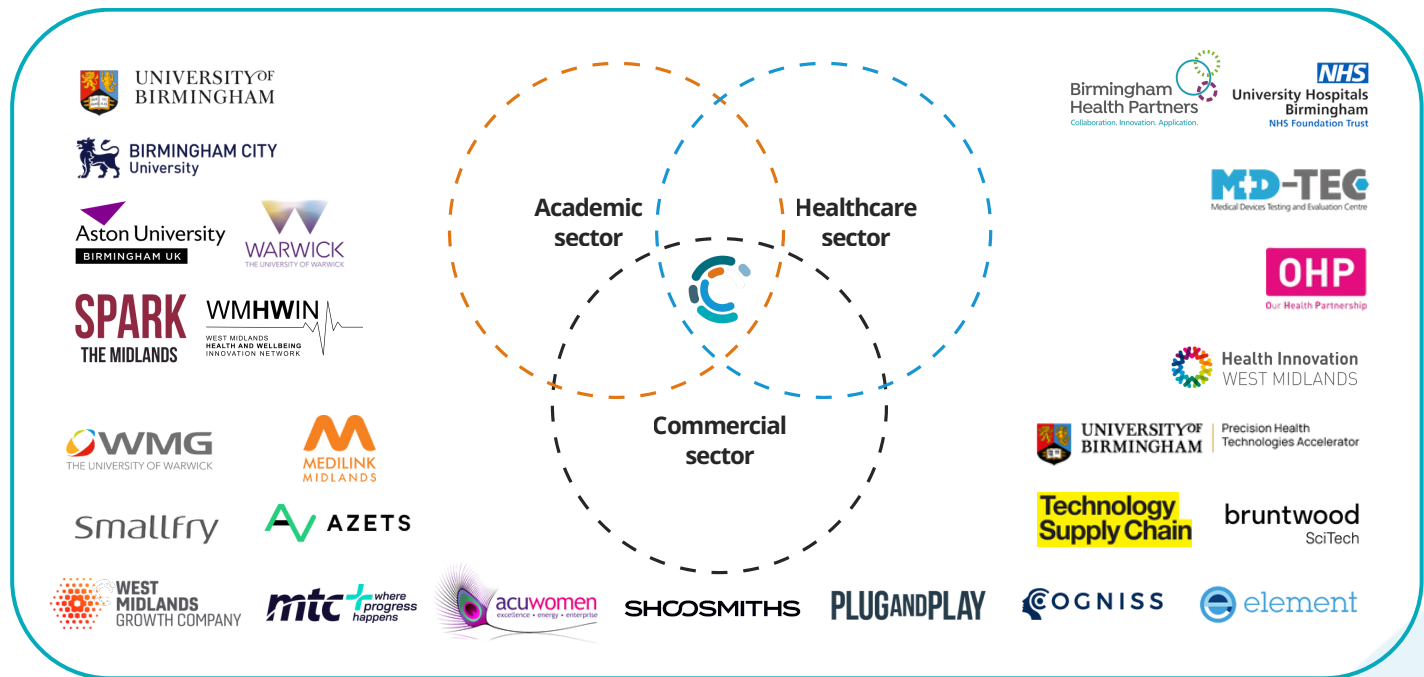 UNIVERSITY OF
BIRMINGHAM
BIRMINGHAM CITY
University
Aston University
BIRMINGHAM UK
WARWICK
THE UNIVERSITY OF WARWICK
SPARK
THE MIDLANDS
WMHWIN
WEST MIDLANDS
HEALTH AND WELLBEING
INNOVATION NETWORK
Academic
sector
Healthcare
sector
Commercial
sector
Birmingham
Health Partners
Collaboration. Innovation. Application.
NHS
University Hospitals
Birmingham
NHS Foundation Trust
MD-TEC
Medical Devices Testing and Evaluation Centre
OHP
Our Health Partnership
Health Innovation
WEST MIDLANDS
WMG
THE UNIVERSITY OF WARWICK
MEDILINK
MIDLANDS
UNIVERSITY OF
BIRMINGHAM
Precision Health
Technologies Accelerator
Smallfry
AZETS
Technology
Supply Chain
bruntwood
SciTech
WEST
MIDLANDS
GROWTH COMPANY
mtc
where
progress
happens
acuwomen
excellence • energy • enterprise
SHOOSMITHS
PLUGANDPLAY
COGNISS
element